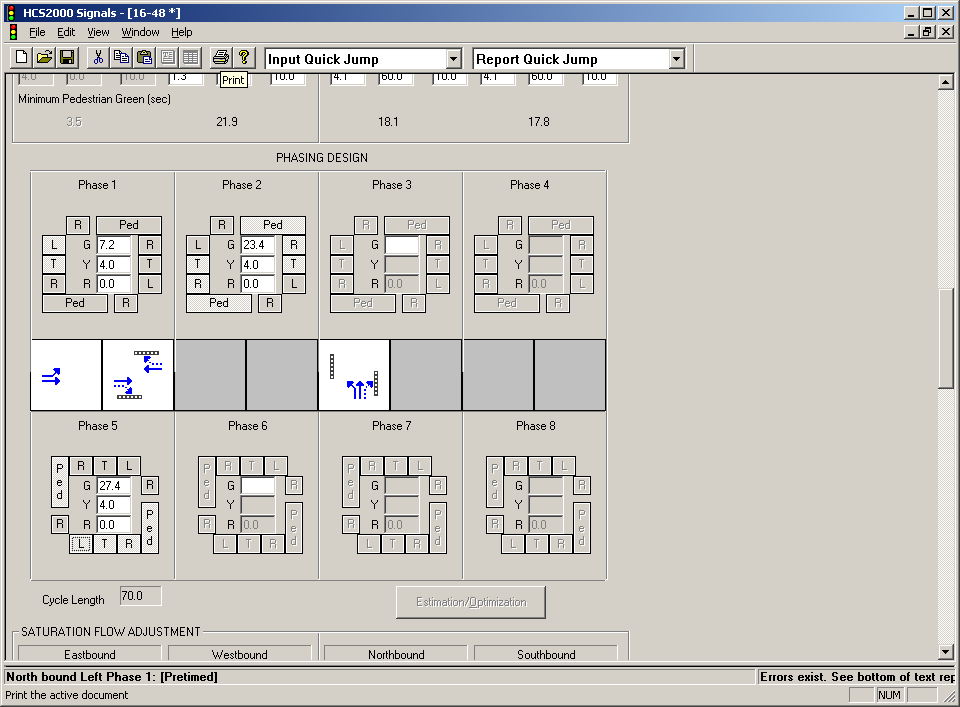 HCS2000 Signals - [16-48 *]
File Edit View Window Help
Input Quick Jump Report Quick Jump
4.0 0.0 10.0 1.3 10.0 4.1 60.0 10.0 4.1 60.0 10.0
Print
Minimum Pedestrian Green (sec)
3.5 21.9 18.1 17.8
PHASING DESIGN
Phase 1 Phase 2 Phase 3 Phase 4
R Ped R Ped R Ped R Ped
L G 7.2 R L G 23.4 R L G R L G R
T Y 4.0 T T Y 4.0 T T Y T T Y T
R R 0.0 L R R 0.0 L R R 0.0 L R R 0.0 L
Ped R Ped R Ped R Ped R
Phase 5 Phase 6 Phase 7 Phase 8
Ped R T L Ped R T L Ped R T L Ped R T L
G 27.4 R G R G R G R
Y 4.0 Y Y Y
R R 0.0 Ped R R 0.0 Ped R R 0.0 Ped R R 0.0 Ped
L T R L T R L T R L T R
Cycle Length 70.0 Estimation/Optimization
SATURATION FLOW ADJUSTMENT
Eastbound Westbound Northbound Southbound
North bound Left Phase 1: [Pretimed] Errors exist. See bottom of text rep
Print the active document NUM